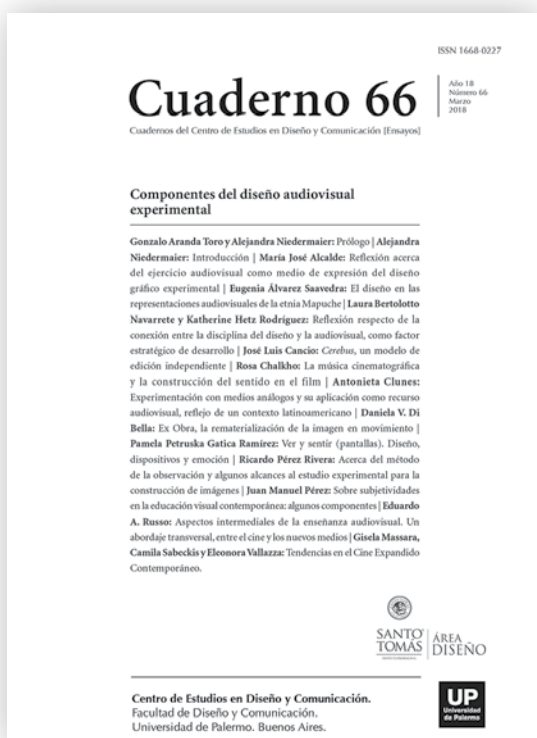 ISSN 1668-0227
Cuaderno 66
Año 18
Número 66
Marzo
2018
Cuadernos del Centro de Estudios en Diseño y Comunicación [Ensayos]
Componentes del diseño audiovisual
experimental
Gonzalo Aranda Toro y Alejandra Niedermaier: Prólogo | Alejandra
Niedermaier: Introducción | María José Alcalde: Reflexión acerca
del ejercicio audiovisual como medio de expresión del diseño
gráfico experimental | Eugenia Álvarez Saavedra: El diseño en las
representaciones audiovisuales de la etnia Mapuche | Laura Bertolotto
Navarrete y Katherine Hetz Rodríguez: Reflexión respecto de la
conexión entre la disciplina del diseño y la audiovisual, como factor
estratégico de desarrollo | José Luis Cancio: Cerebus, un modelo de
edición independiente | Rosa Chalkho: La música cinematográfica
y la construcción del sentido en el film | Antonieta Clunes:
Experimentación con medios análogos y su aplicación como recurso
audiovisual, reflejo de un contexto latinoamericano | Daniela V. Di
Bella: Ex Obra, la rematerialización de la imagen en movimiento |
Pamela Petruska Gatica Ramírez: Ver y sentir (pantallas). Diseño,
dispositivos y emoción | Ricardo Pérez Rivera: Acerca del método
de la observación y algunos alcances al estudio experimental para la
construcción de imágenes | Juan Manuel Pérez: Sobre subjetividades
en la educación visual contemporánea: algunos componentes | Eduardo
A. Russo: Aspectos intermediales de la enseñanza audiovisual. Un
abordaje transversal, entre el cine y los nuevos medios | Gisela Massara,
Camila Sabeckis y Eleonora Vallazza: Tendencias en el Cine Expandido
Contemporáneo.
SANTO
TOMÁS
ÁREA
DISEÑO
Centro de Estudios en Diseño y Comunicación.
Facultad de Diseño y Comunicación.
Universidad de Palermo. Buenos Aires.
UP
Universidad
de Palermo